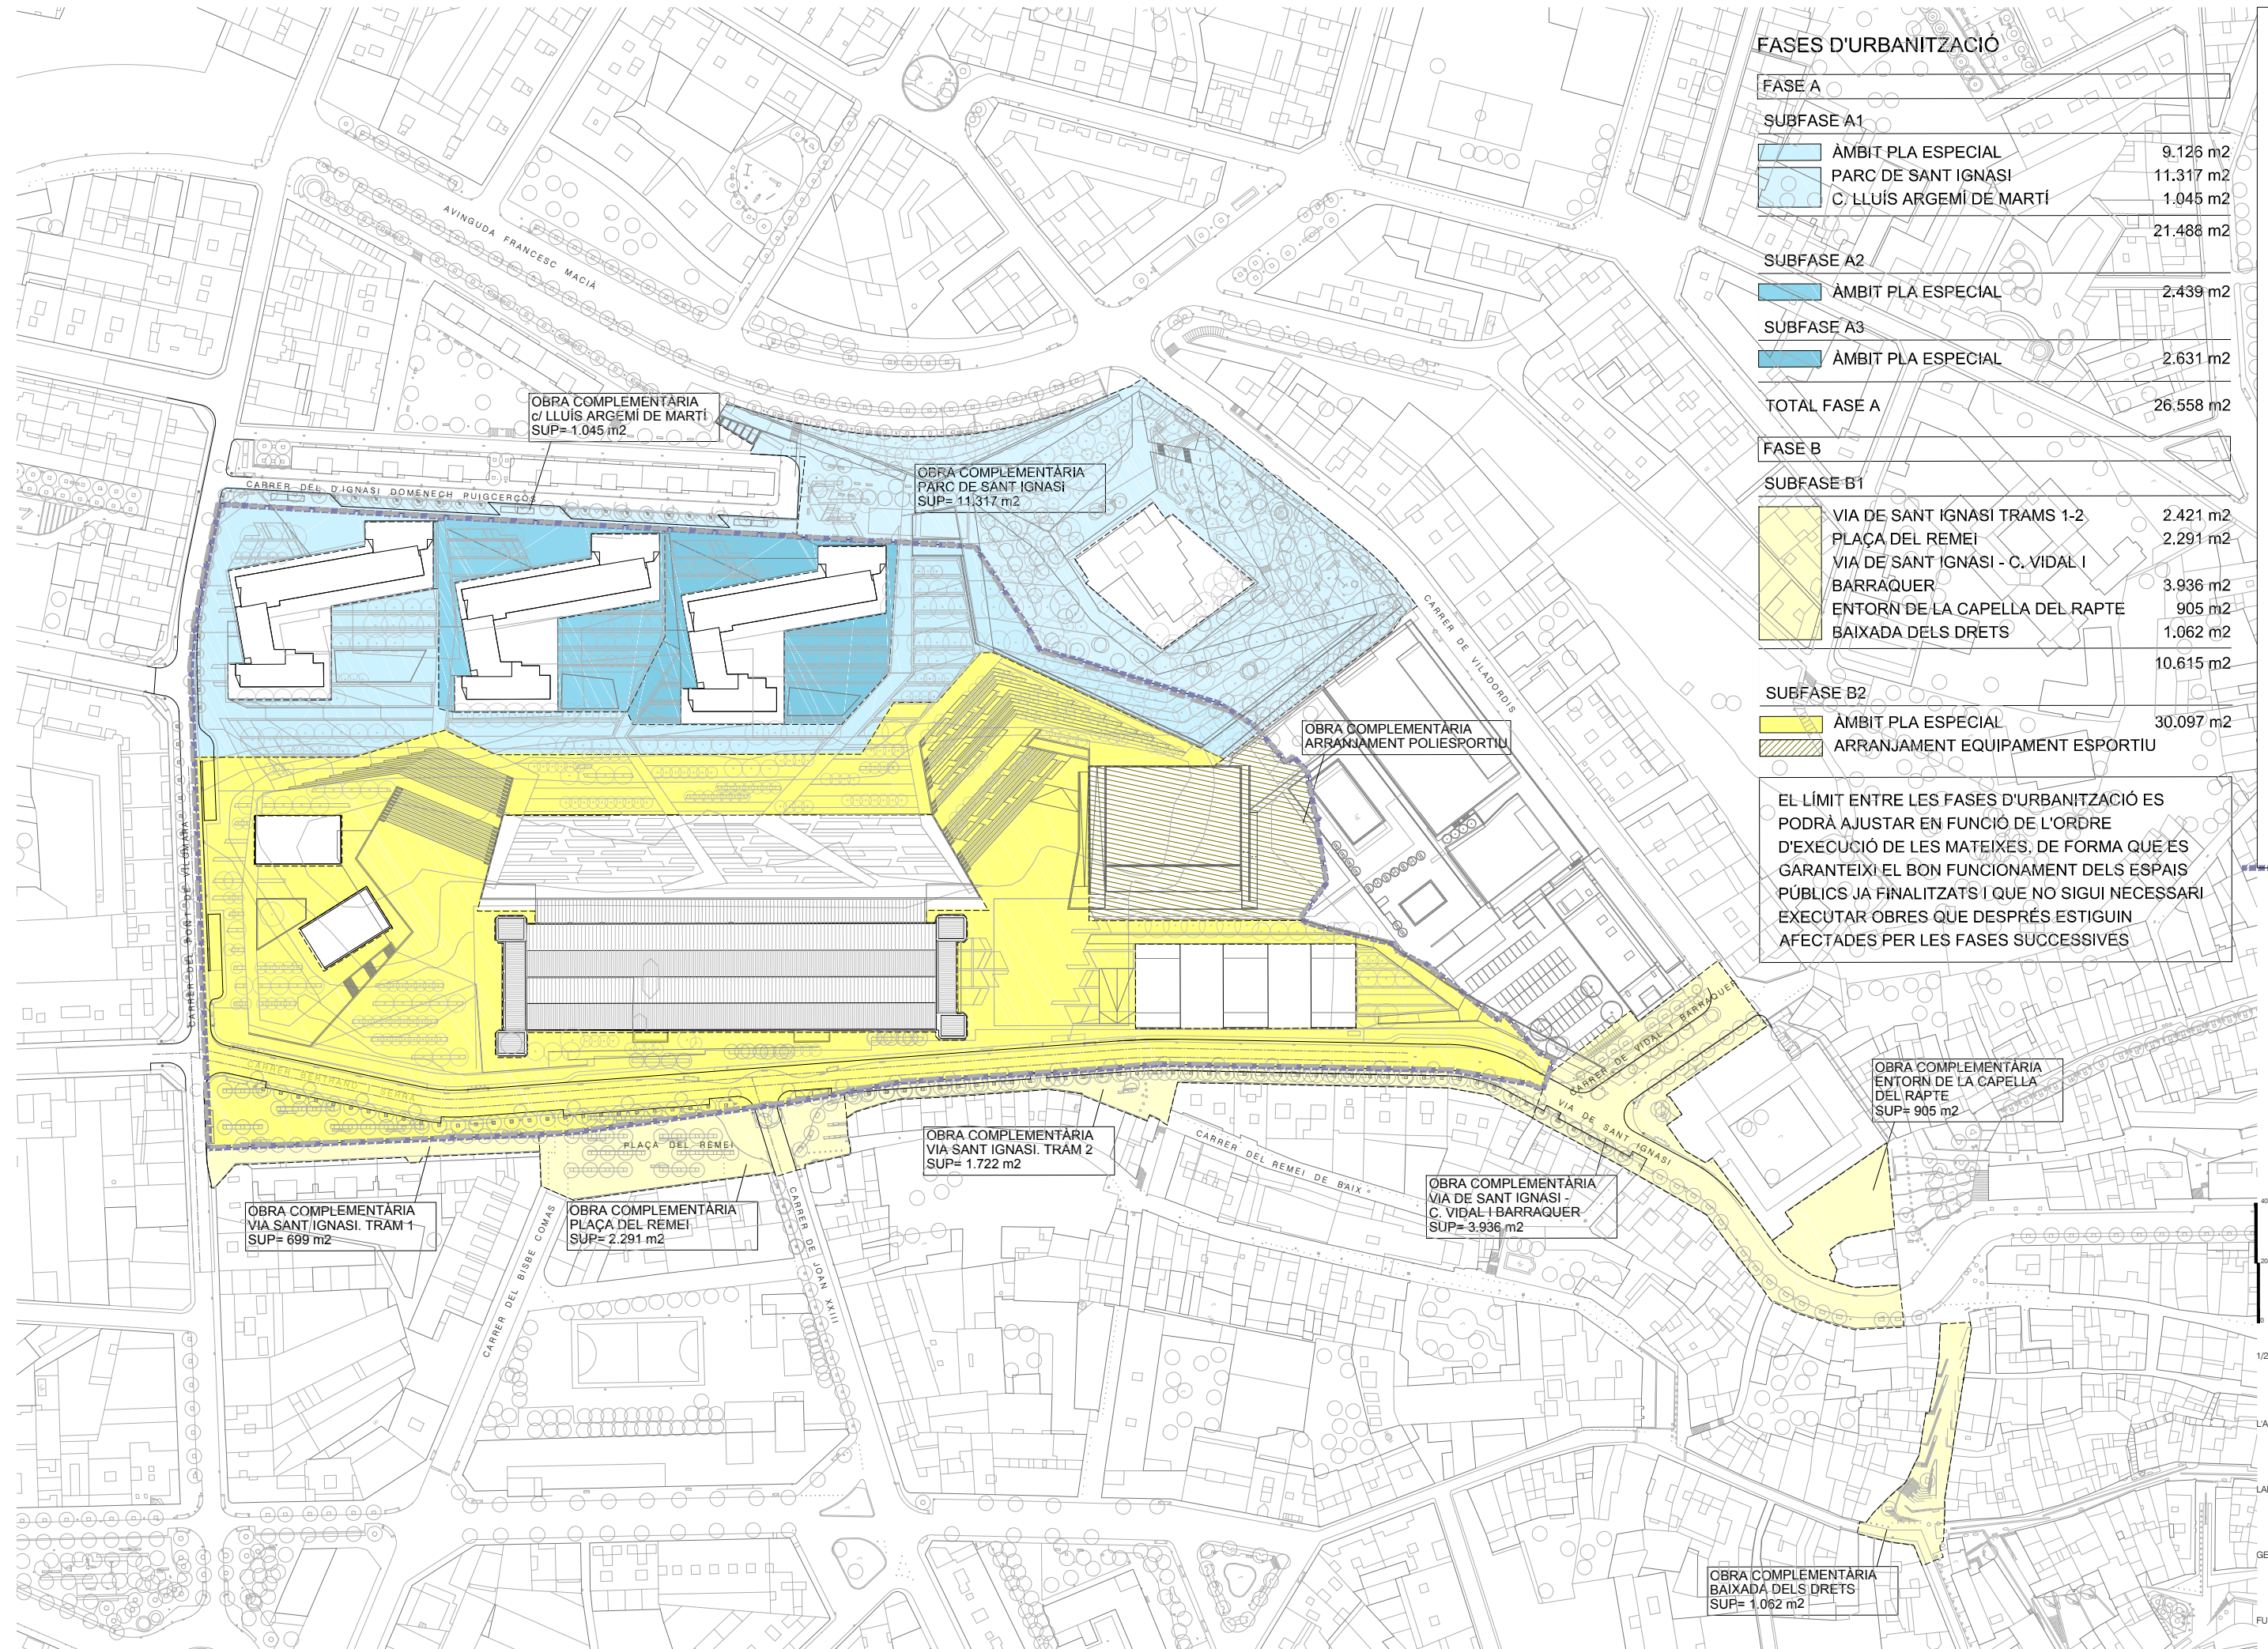 FASES D'URBANITZACIÓ
FASE A
SUBFASE A1
ÀMBIT PLA ESPECIAL 9.126 m2
PARC DE SANT IGNASI 11.317 m2
C. LLUÍS ARGEMÍ DE MARTÍ 1.045 m2
21.488 m2
SUBFASE A2
ÀMBIT PLA ESPECIAL 2.439 m2
SUBFASE A3
ÀMBIT PLA ESPECIAL 2.631 m2
TOTAL FASE A 26.558 m2
FASE B
SUBFASE B1
VIA DE SANT IGNASI TRAMS 1-2 2.421 m2
PLAÇA DEL REMEI 2.291 m2
VIA DE SANT IGNASI - C. VIDAL I
BARRAQUER 3.936 m2
ENTORN DE LA CAPELLA DEL RAPTE 905 m2
BAIXADA DELS DRETS 1.062 m2
10.615 m2
SUBFASE B2
ÀMBIT PLA ESPECIAL 30.097 m2
ARRANJAMENT EQUIPAMENT ESPORTIU
EL LÍMIT ENTRE LES FASES D'URBANITZACIÓ ES
PODRÀ AJUSTAR EN FUNCIÓ DE L'ORDRE
D'EXECUCIÓ DE LES MATEIXES, DE FORMA QUE ES
GARANTEIXI EL BON FUNCIONAMENT DELS ESPAIS
PÚBLICS JA FINALITZATS I QUE NO SIGUI NECESSARI
EXECUTAR OBRES QUE DESPRÉS ESTIGUIN
AFECTADES PER LES FASES SUCCESSIVES
AVINGUDA FRANCESC MACIÀ
OBRA COMPLEMENTÀRIA
c/ LLUÍS ARGEMÍ DE MARTÍ
SUP= 1.045 m2
OBRA COMPLEMENTÀRIA
PARC DE SANT IGNASI
SUP= 11.317 m2
CARRER DEL D'IGNASI DOMENECH PUIGCERCÓS
CARRER DE VILADORDIS
OBRA COMPLEMENTÀRIA
ARRANJAMENT POLIESPORTIU
CARRER DEL PONT DE VILOMARA
CARRER BERTRAND I SERRA
CARRER DE VIDAL I BARRAQUER
VIA DE SANT IGNASI
PLAÇA DEL REMEI
OBRA COMPLEMENTÀRIA
ENTORN DE LA CAPELLA
DEL RAPTE
SUP= 905 m2
OBRA COMPLEMENTÀRIA
VIA SANT IGNASI. TRAM 2
SUP= 1.722 m2
CARRER DEL REMEI DE BAIX
OBRA COMPLEMENTÀRIA
VIA DE SANT IGNASI -
C. VIDAL I BARRAQUER
SUP= 3.936 m2
OBRA COMPLEMENTÀRIA
VIA SANT IGNASI. TRAM 1
SUP= 699 m2
OBRA COMPLEMENTÀRIA
PLAÇA DEL REMEI
SUP= 2.291 m2
CARRER DEL BISBE COMAS
CARRER DE JOAN XXIII
OBRA COMPLEMENTÀRIA
BAIXADA DELS DRETS
SUP= 1.062 m2